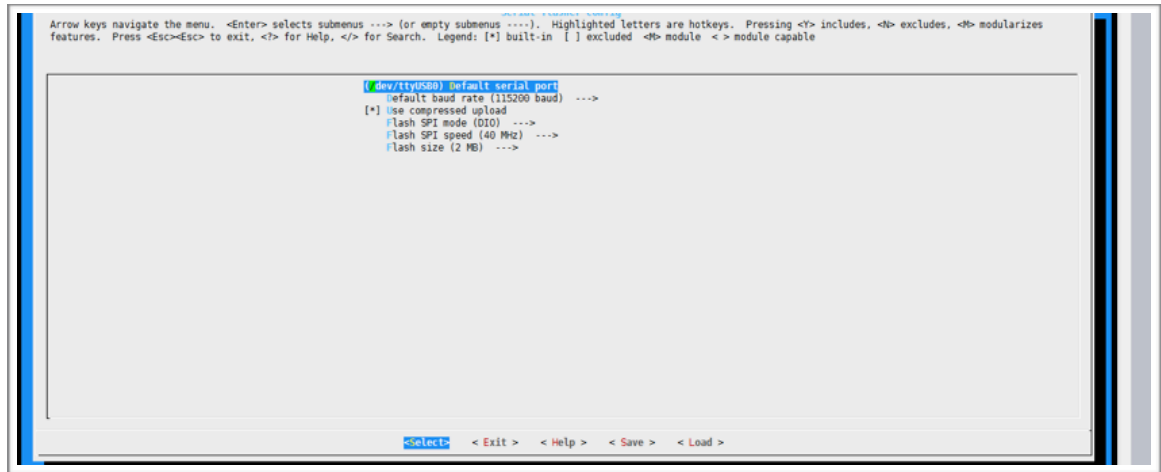 Serial flasher config
Arrow keys navigate the menu.  <Enter> selects submenus ---> (or empty submenus ----).  Highlighted letters are hotkeys.  Pressing <Y> includes, <N> excludes, <M> modularizes
features.  Press <Esc><Esc> to exit, <?> for Help, </> for Search.  Legend: [*] built-in  [ ] excluded  <M> module  < > module capable
(/dev/ttyUSB0) Default serial port
Default baud rate (115200 baud)  --->
[*] Use compressed upload
Flash SPI mode (DIO)  --->
Flash SPI speed (40 MHz)  --->
Flash size (2 MB)  --->
<Select>    < Exit >    < Help >    < Save >    < Load >